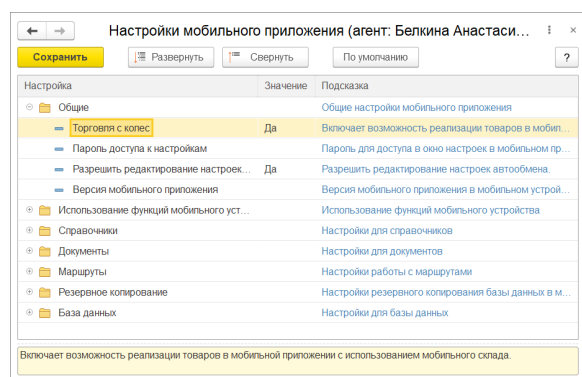 Настройки мобильного приложения (агент: Белкина Анастаси...
Сохранить Развернуть Свернуть По умолчанию ?
Настройка Значение Подсказка
Общие Общие настройки мобильного приложения
Торговля с колес Да Включает возможность реализации товаров в мобил...
Пароль доступа к настройкам Пароль для доступа в окно настроек в мобильном пр...
Разрешить редактирование настроек... Да Разрешить редактирование настроек автообмена.
Версия мобильного приложения Версия мобильного приложения в мобильном устрой...
Использование функций мобильного уст... Использование функций мобильного устройства
Справочники Настройки для справочников
Документы Настройки для документов
Маршруты Настройки работы с маршрутами
Резервное копирование Настройки резервного копирования базы данных в м...
База данных Настройки для базы данных
Включает возможность реализации товаров в мобильной приложении с использованием мобильного склада.